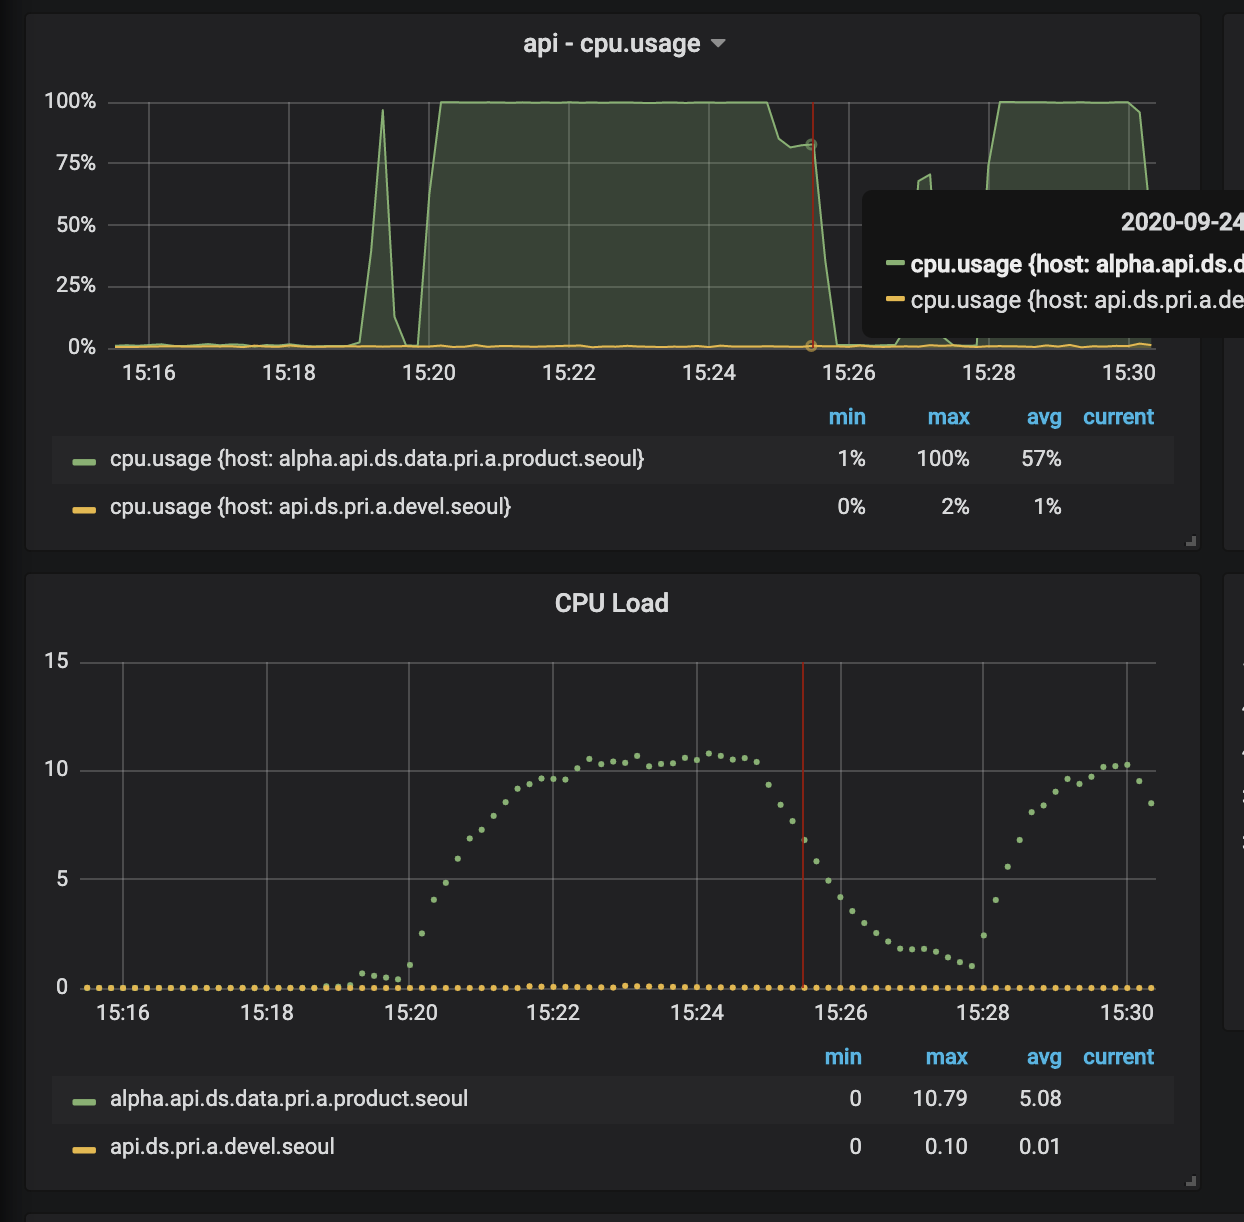 api - cpu.usage
100%
75%
50%
25%
0%
15:16 15:18 15:20 15:22 15:24 15:26 15:28 15:30
2020-09-24
cpu.usage {host: alpha.api.ds.d
cpu.usage {host: api.ds.pri.a.de
min max avg current
cpu.usage {host: alpha.api.ds.data.pri.a.product.seoul} 1% 100% 57%
cpu.usage {host: api.ds.pri.a.devel.seoul} 0% 2% 1%
CPU Load
15
10
5
0
15:16 15:18 15:20 15:22 15:24 15:26 15:28 15:30
min max avg current
alpha.api.ds.data.pri.a.product.seoul 0 10.79 5.08
api.ds.pri.a.devel.seoul 0 0.10 0.01